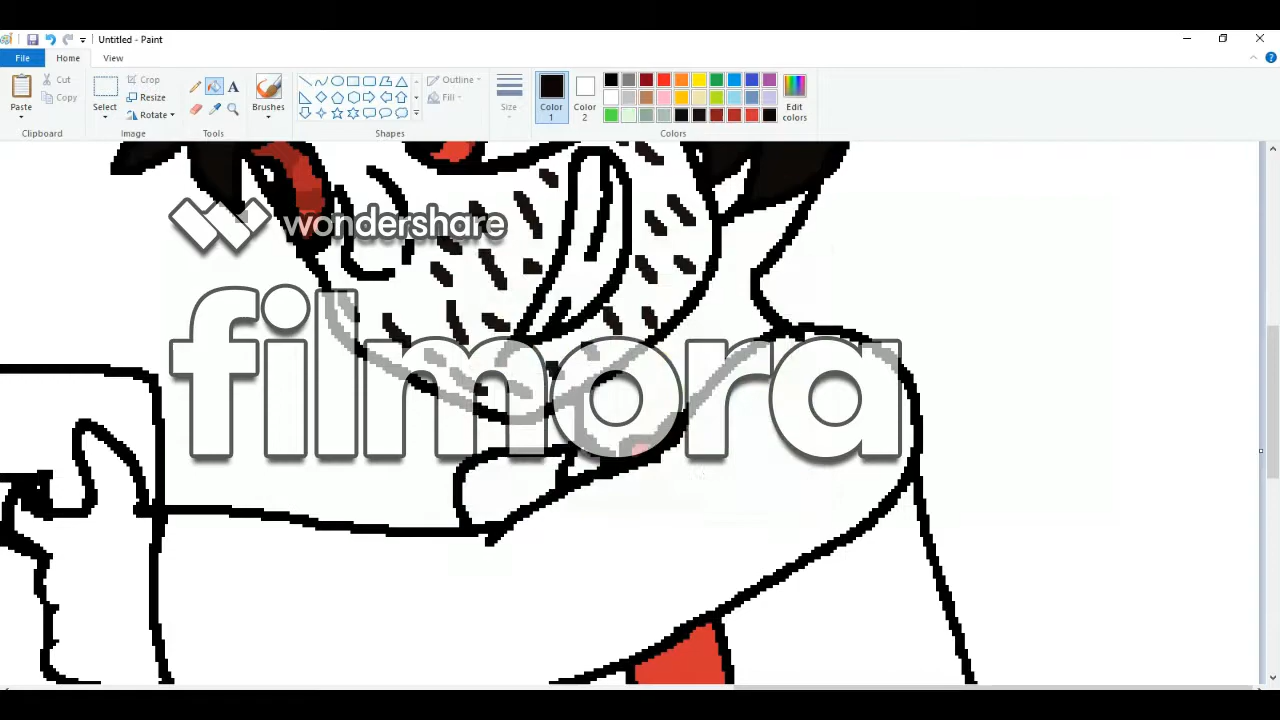 Untitled - Paint
File Home View
Paste
Cut
Copy
Clipboard
Select
Crop
Resize
Rotate
Image
A
Tools
Brushes
Outline
Fill
Shapes
Size
Color 1
Color 2
Edit colors
Colors
wondershare
filmora